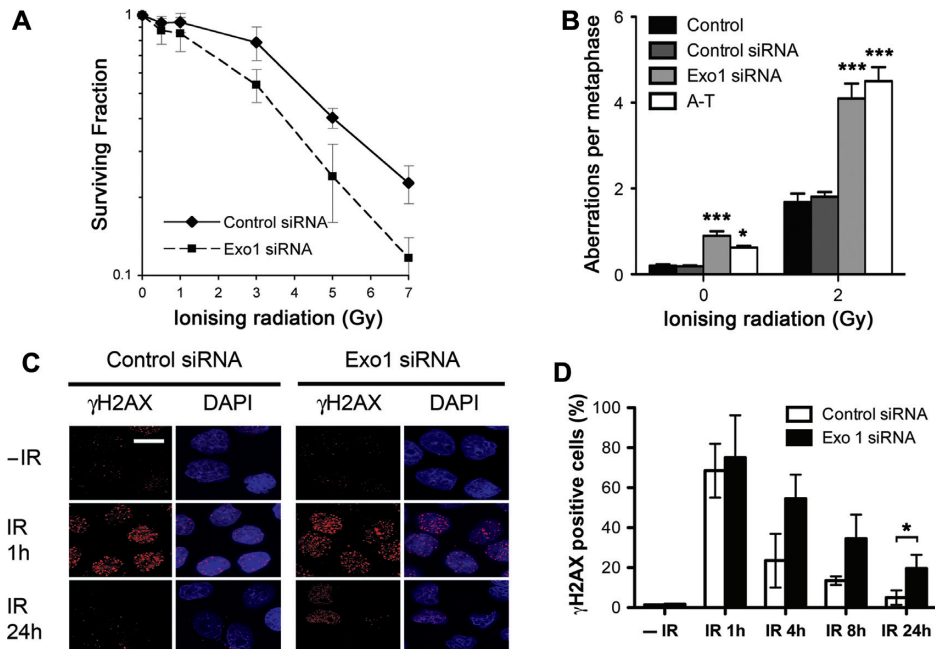 A
1
Surviving Fraction
0.1
Control siRNA
Exo1 siRNA
0 1 3 5 7
Ionising radiation (Gy)
B
Control
Control siRNA
Exo1 siRNA
A-T
Aberrations per metaphase
6
4
2
0
*** *
*** ***
0 2
Ionising radiation (Gy)
C
Control siRNA Exo1 siRNA
γH2AX DAPI γH2AX DAPI
–IR
IR
1h
IR
24h
D
Control siRNA
Exo 1 siRNA
γH2AX positive cells (%)
100
80
60
40
20
0
*
– IR IR 1h IR 4h IR 8h IR 24h